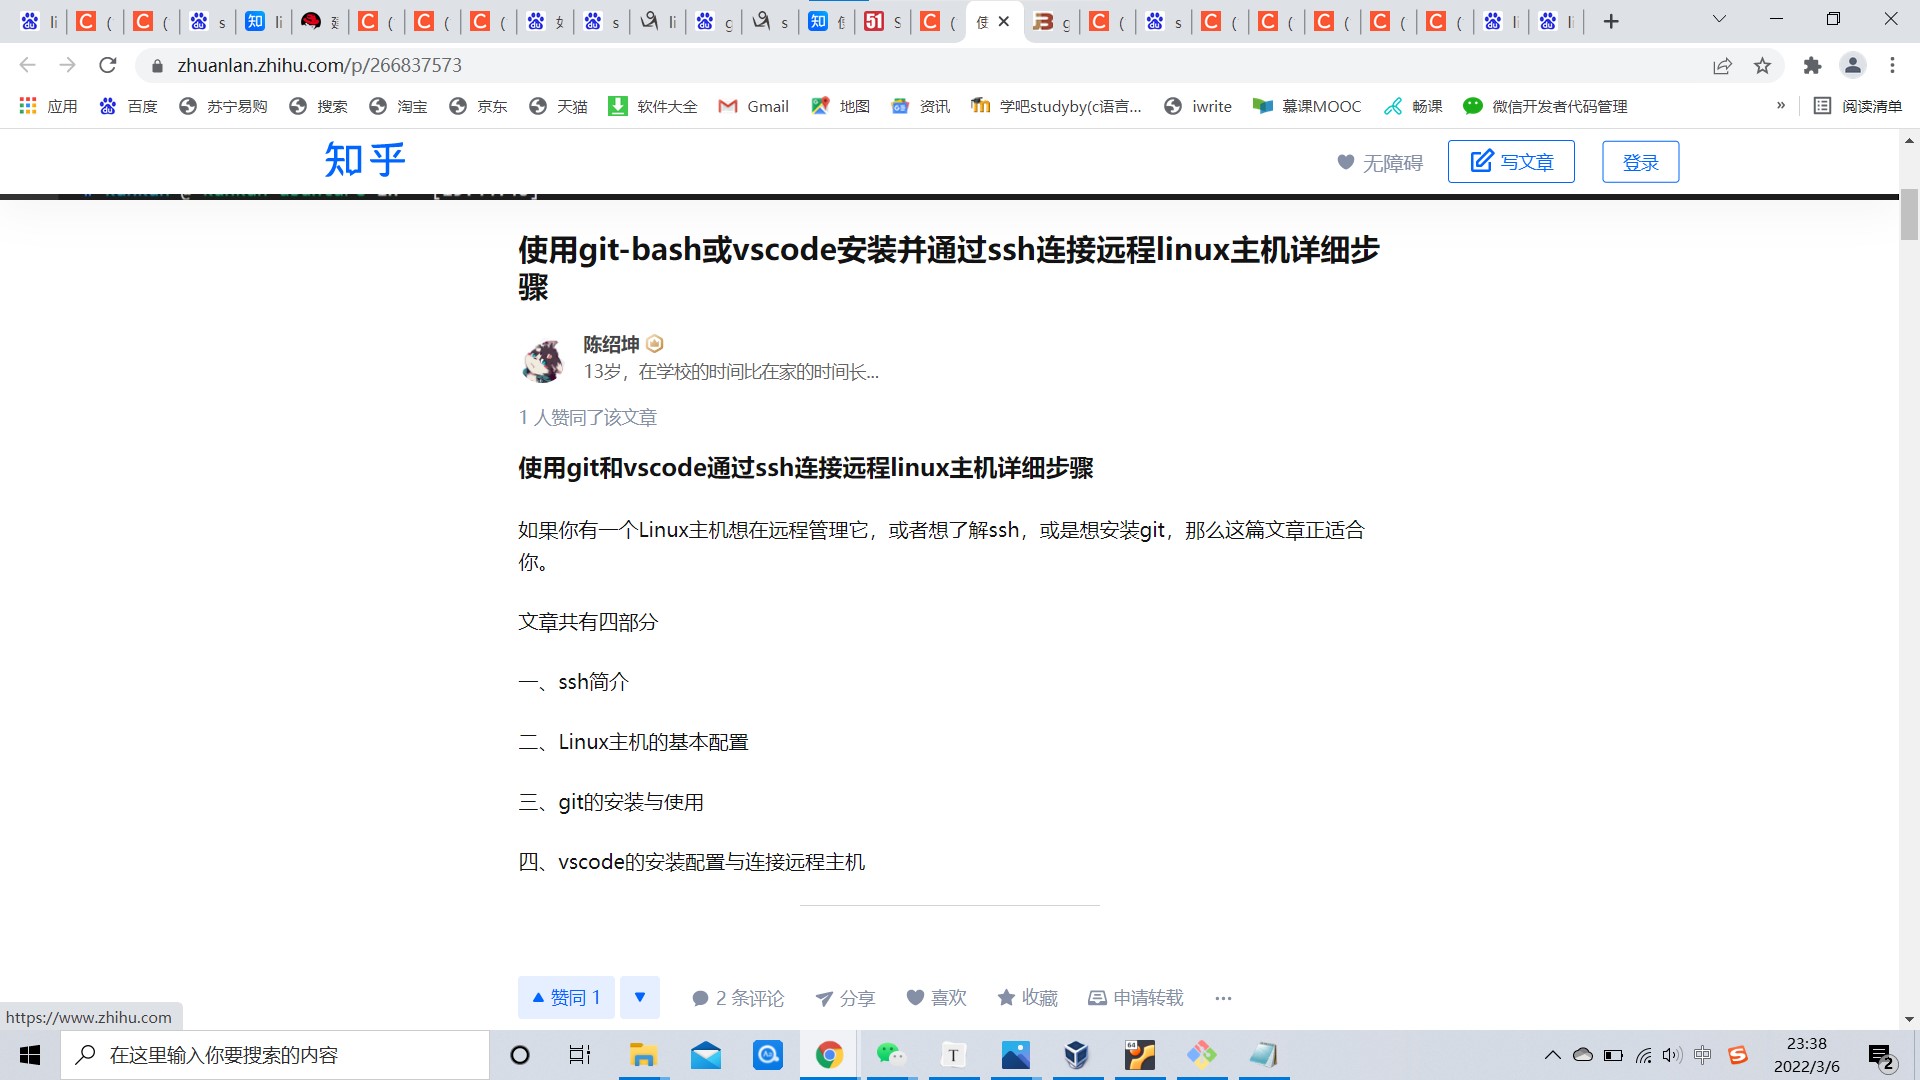 zhuanlan.zhihu.com/p/266837573
应用
百度
苏宁易购
搜索
淘宝
京东
天猫
软件大全
Gmail
地图
资讯
学吧studyby(c语言...
iwrite
慕课MOOC
畅课
微信开发者代码管理
»
阅读清单
知乎
无障碍
写文章
登录
使用git-bash或vscode安装并通过ssh连接远程linux主机详细步
骤
陈绍坤
13岁，在学校的时间比在家的时间长...
1 人赞同了该文章
使用git和vscode通过ssh连接远程linux主机详细步骤
如果你有一个Linux主机想在远程管理它，或者想了解ssh，或是想安装git，那么这篇文章正适合
你。
文章共有四部分
一、ssh简介
二、Linux主机的基本配置
三、git的安装与使用
四、vscode的安装配置与连接远程主机
赞同 1
2 条评论
分享
喜欢
收藏
申请转载
https://www.zhihu.com
在这里输入你要搜索的内容
中
23:38
2022/3/6
2